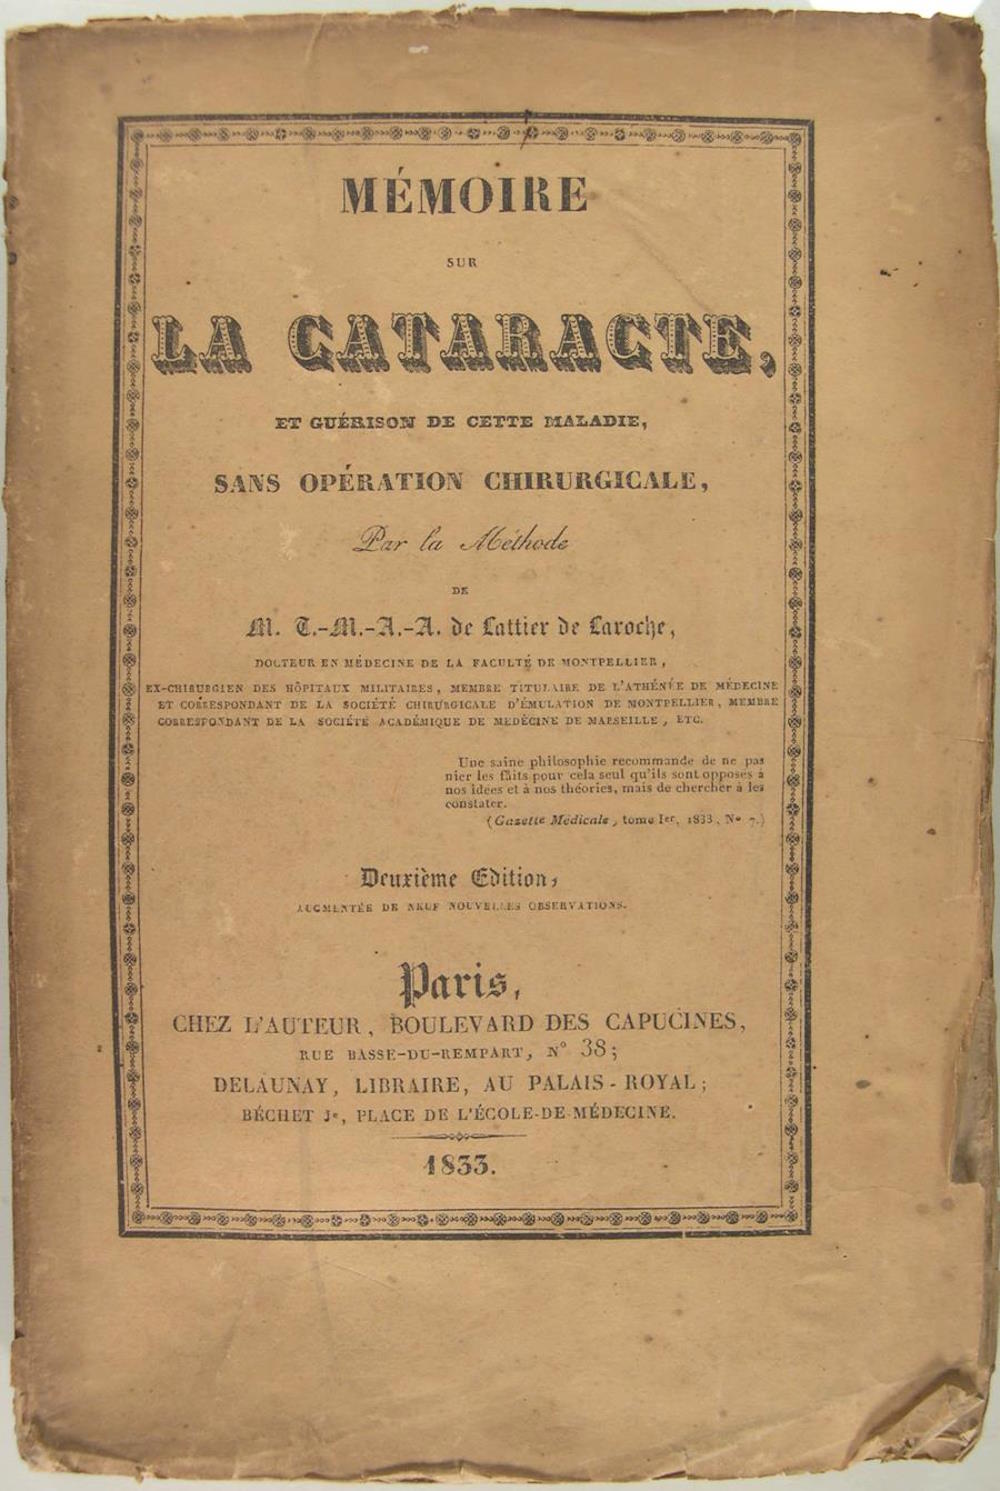 MÉMOIRE
SUR
LA CATARACTE,
ET GUÉRISON DE CETTE MALADIE,
SANS OPÉRATION CHIRURGICALE,
Par la Méthode
DE
M. T.-M.-A.-A. de Lattier de Laroche,
DOCTEUR EN MÉDECINE DE LA FACULTÉ DE MONTPELLIER,
EX-CHIRURGIEN DES HÔPITAUX MILITAIRES, MEMBRE TITULAIRE DE L'ATHÉNÉE DE MÉDECINE
ET CORRESPONDANT DE LA SOCIÉTÉ CHIRURGICALE D'ÉMULATION DE MONTPELLIER, MEMBRE
CORRESPONDANT DE LA SOCIÉTÉ ACADÉMIQUE DE MÉDECINE DE MARSEILLE, ETC.
Une saine philosophie recommande de ne pas
nier les faits pour cela seul qu'ils sont opposés à
nos idées et à nos théories, mais de chercher à les
constater.
(Gazette Médicale, tome Ier, 1833, No 7.)
Deuxième Edition,
AUGMENTÉE DE NEUF NOUVELLES OBSERVATIONS.
Paris,
CHEZ L'AUTEUR, BOULEVARD DES CAPUCINES,
RUE BASSE-DU-REMPART, N° 38;
DELAUNAY, LIBRAIRE, AU PALAIS-ROYAL;
BÉCHET Je, PLACE DE L'ÉCOLE-DE-MÉDECINE.
1833.